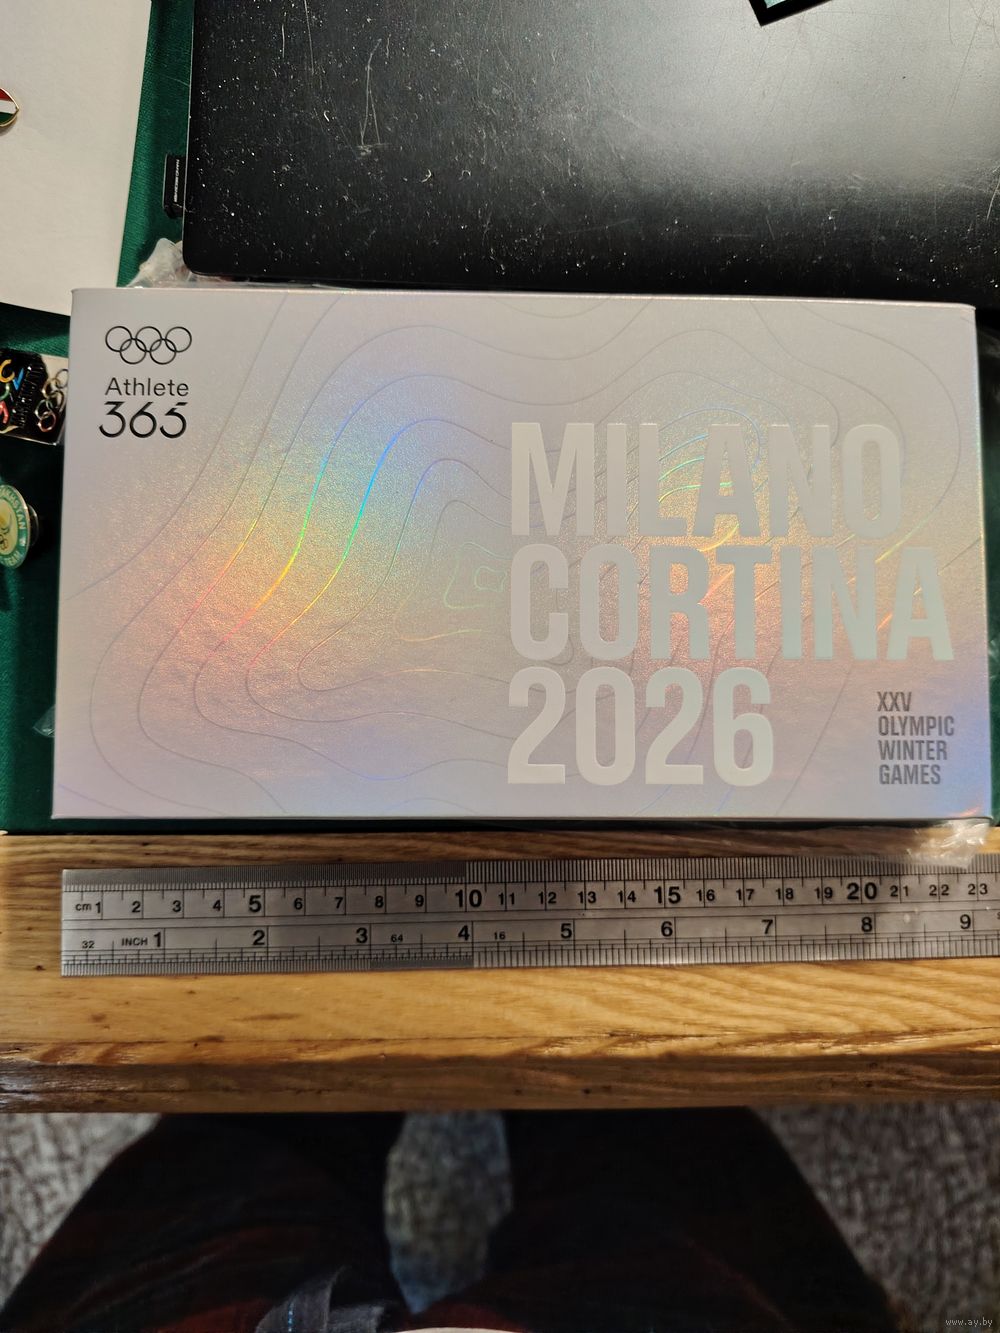 Athlete
365
MILANO
CORTINA
2026
XXV
OLYMPIC
WINTER
GAMES
cm 1 2 3 4 5 6 7 8 9 10 11 12 13 14 15 16 17 18 19 20 21 22 23
32 INCH 1 2 3 64 4 16 5 6 7 8 9
www.ay.by